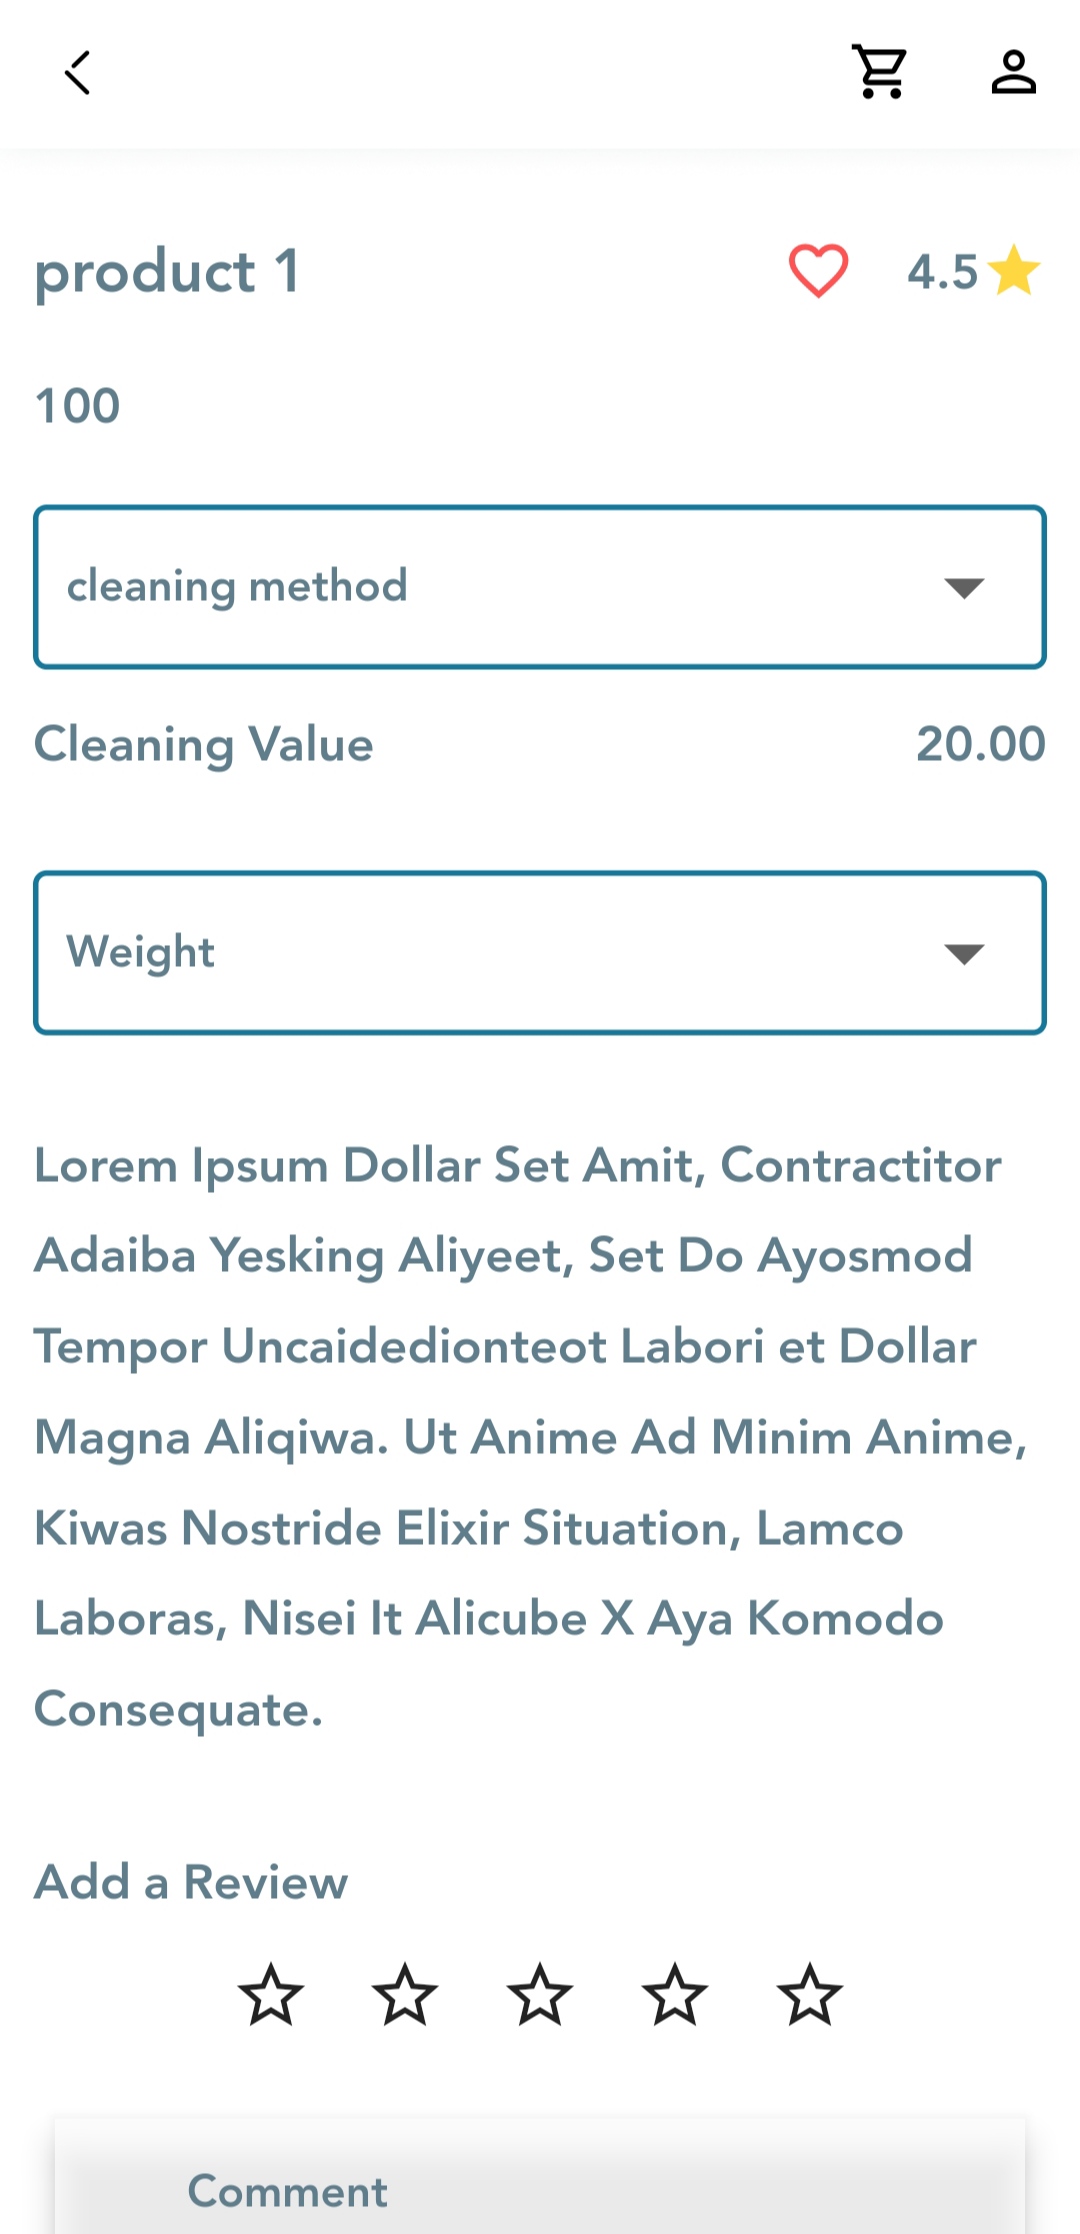 product 1
4.5
100
cleaning method
Cleaning Value 20.00
Weight
Lorem Ipsum Dollar Set Amit, Contractitor
Adaiba Yesking Aliyeet, Set Do Ayosmod
Tempor Uncaidedionteot Labori et Dollar
Magna Aliqiwa. Ut Anime Ad Minim Anime,
Kiwas Nostride Elixir Situation, Lamco
Laboras, Nisei It Alicube X Aya Komodo
Consequate.
Add a Review
Comment